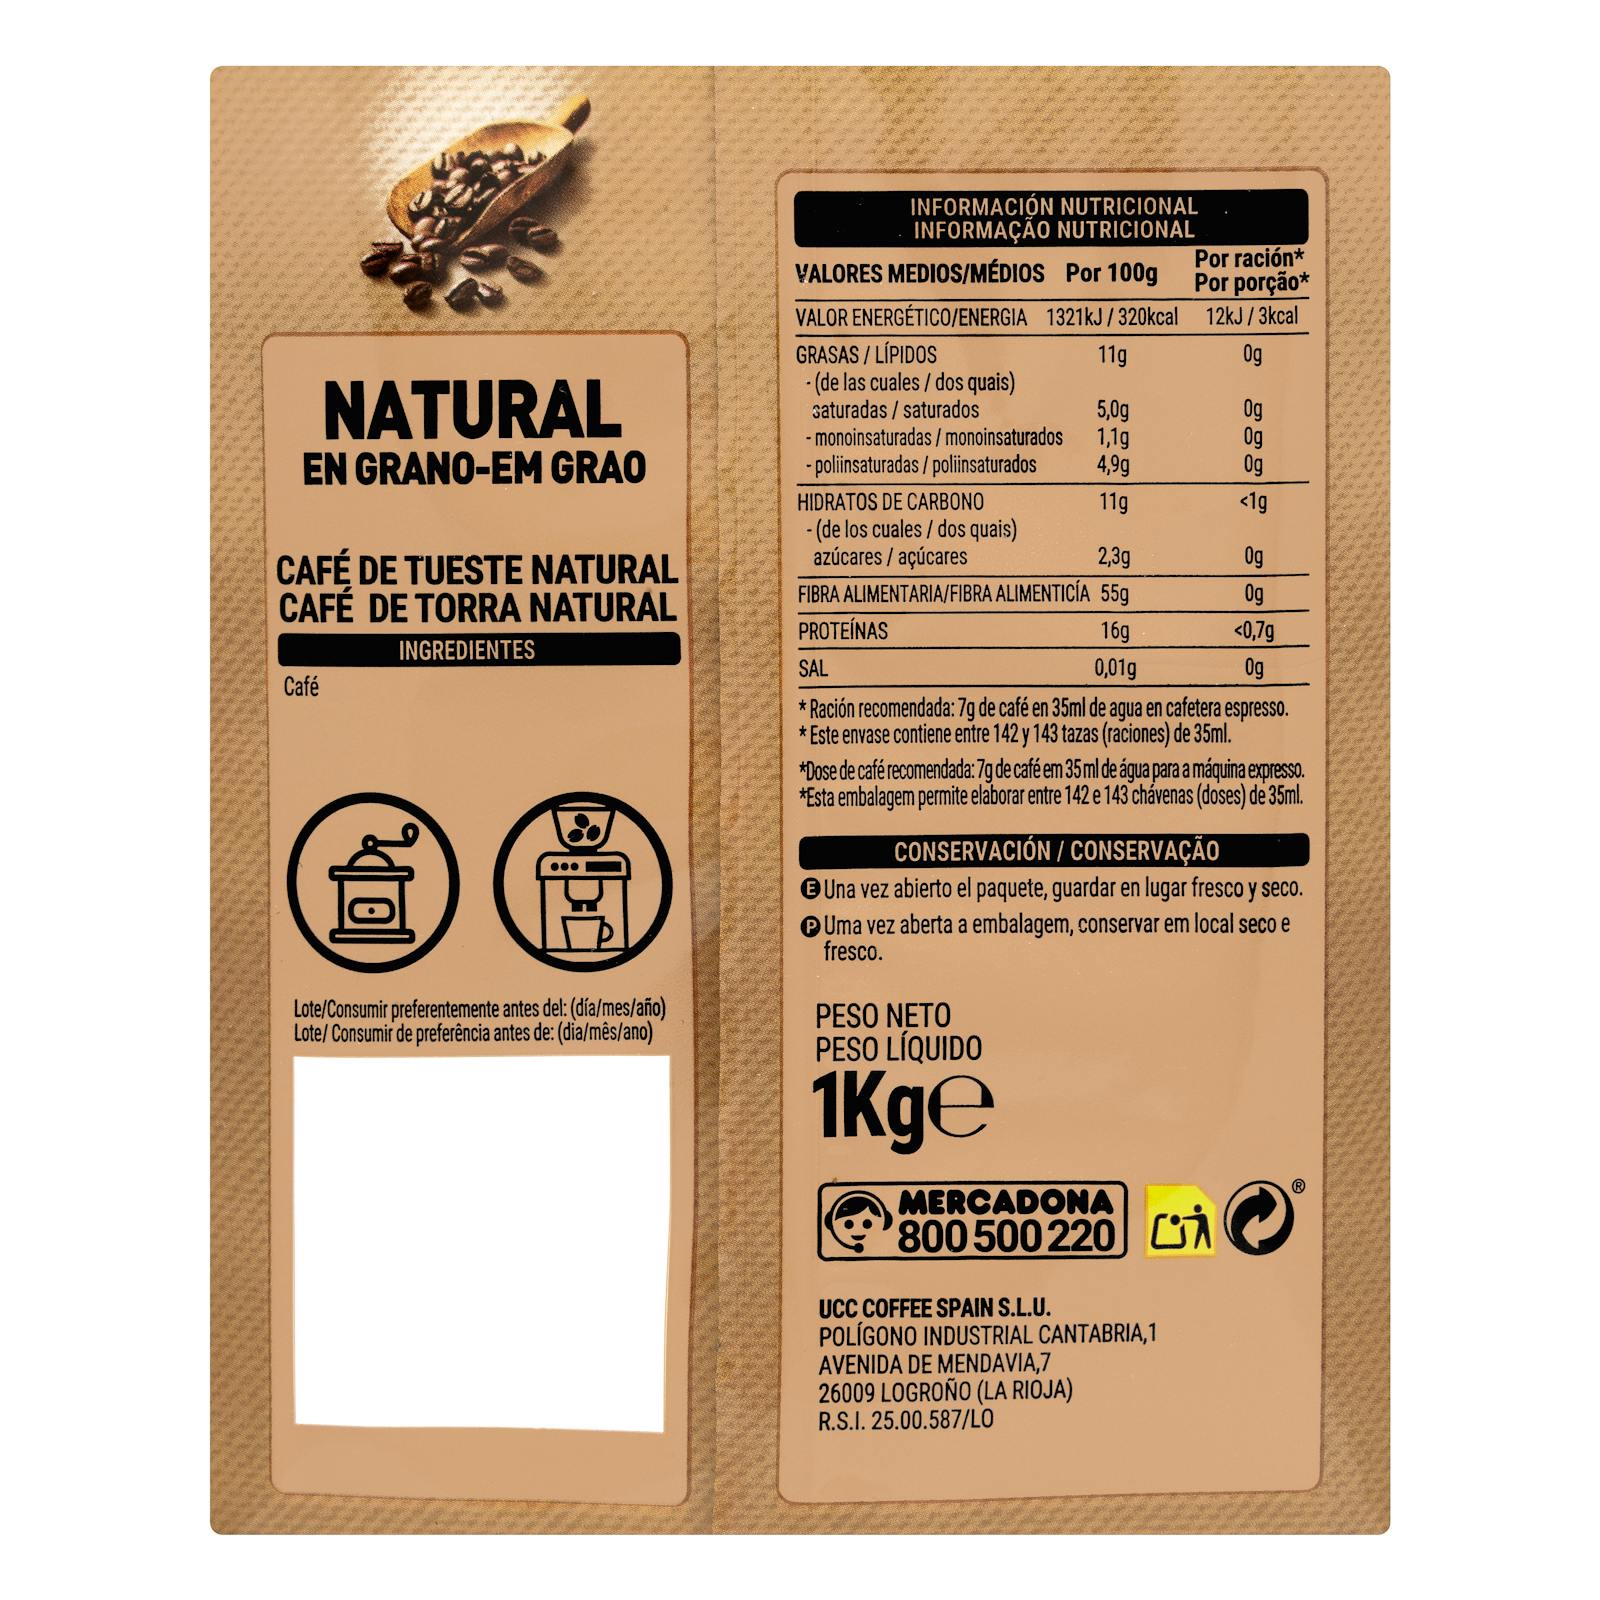 NATURAL
EN GRANO-EM GRAO
CAFÉ DE TUESTE NATURAL
CAFÉ DE TORRA NATURAL
INGREDIENTES
Café
Lote/Consumir preferentemente antes del: (día/mes/año)
Lote/ Consumir de preferência antes de: (dia/mês/ano)
INFORMACIÓN NUTRICIONAL
INFORMAÇÃO NUTRICIONAL
VALORES MEDIOS/MÉDIOS Por 100g Por ración*
Por porção*
VALOR ENERGÉTICO/ENERGIA 1321kJ / 320kcal 12kJ / 3kcal
GRASAS / LÍPIDOS 11g 0g
- (de las cuales / dos quais)
saturadas / saturados 5,0g 0g
- monoinsaturadas / monoinsaturados 1,1g 0g
- poliinsaturadas / poliinsaturados 4,9g 0g
HIDRATOS DE CARBONO 11g <1g
- (de los cuales / dos quais)
azúcares / açúcares 2,3g 0g
FIBRA ALIMENTARIA/FIBRA ALIMENTICÍA 55g 0g
PROTEÍNAS 16g <0,7g
SAL 0,01g 0g
* Ración recomendada: 7g de café en 35ml de agua en cafetera espresso.
* Este envase contiene entre 142 y 143 tazas (raciones) de 35ml.
*Dose de café recomendada: 7g de café em 35 ml de água para a máquina expresso.
*Esta embalagem permite elaborar entre 142 e 143 chávenas (doses) de 35ml.
CONSERVACIÓN / CONSERVAÇÃO
E Una vez abierto el paquete, guardar en lugar fresco y seco.
P Uma vez aberta a embalagem, conservar em local seco e
fresco.
PESO NETO
PESO LÍQUIDO
1Kg℮
MERCADONA
800 500 220
®
UCC COFFEE SPAIN S.L.U.
POLÍGONO INDUSTRIAL CANTABRIA,1
AVENIDA DE MENDAVIA,7
26009 LOGROÑO (LA RIOJA)
R.S.I. 25.00.587/LO